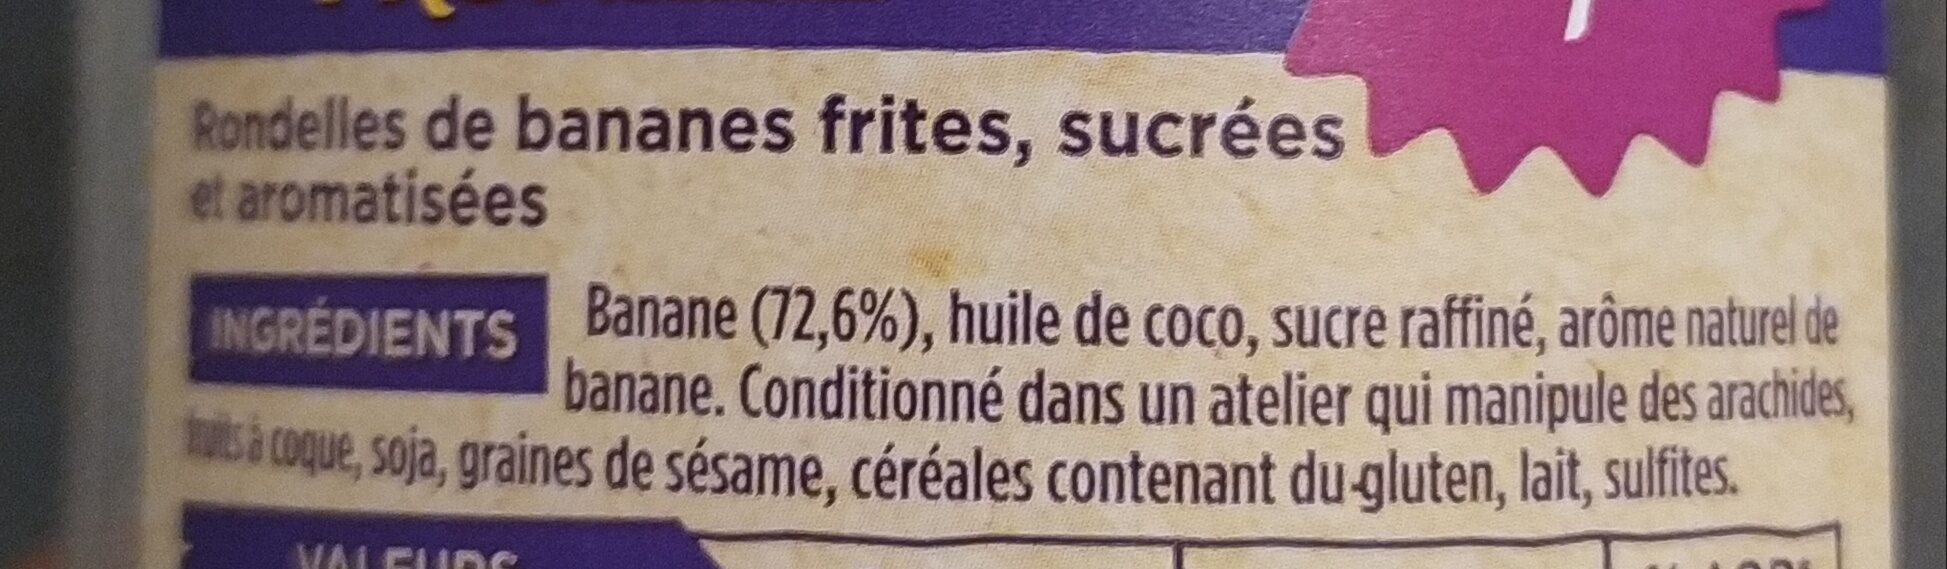 Rondelles de bananes frites, sucrées
et aromatisées
INGRÉDIENTS
Banane (72,6%), huile de coco, sucre raffiné, arôme naturel de
banane. Conditionné dans un atelier qui manipule des arachides,
fruits à coque, soja, graines de sésame, céréales contenant du gluten, lait, sulfites.
VALEURS